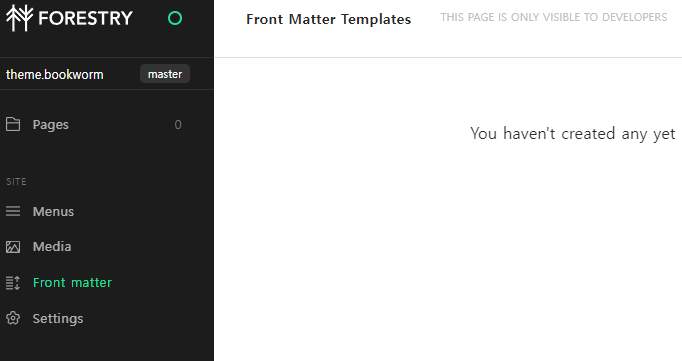 FORESTRY
Front Matter Templates THIS PAGE IS ONLY VISIBLE TO DEVELOPERS
theme.bookworm master
Pages 0
You haven't created any yet
SITE
Menus
Media
Front matter
Settings